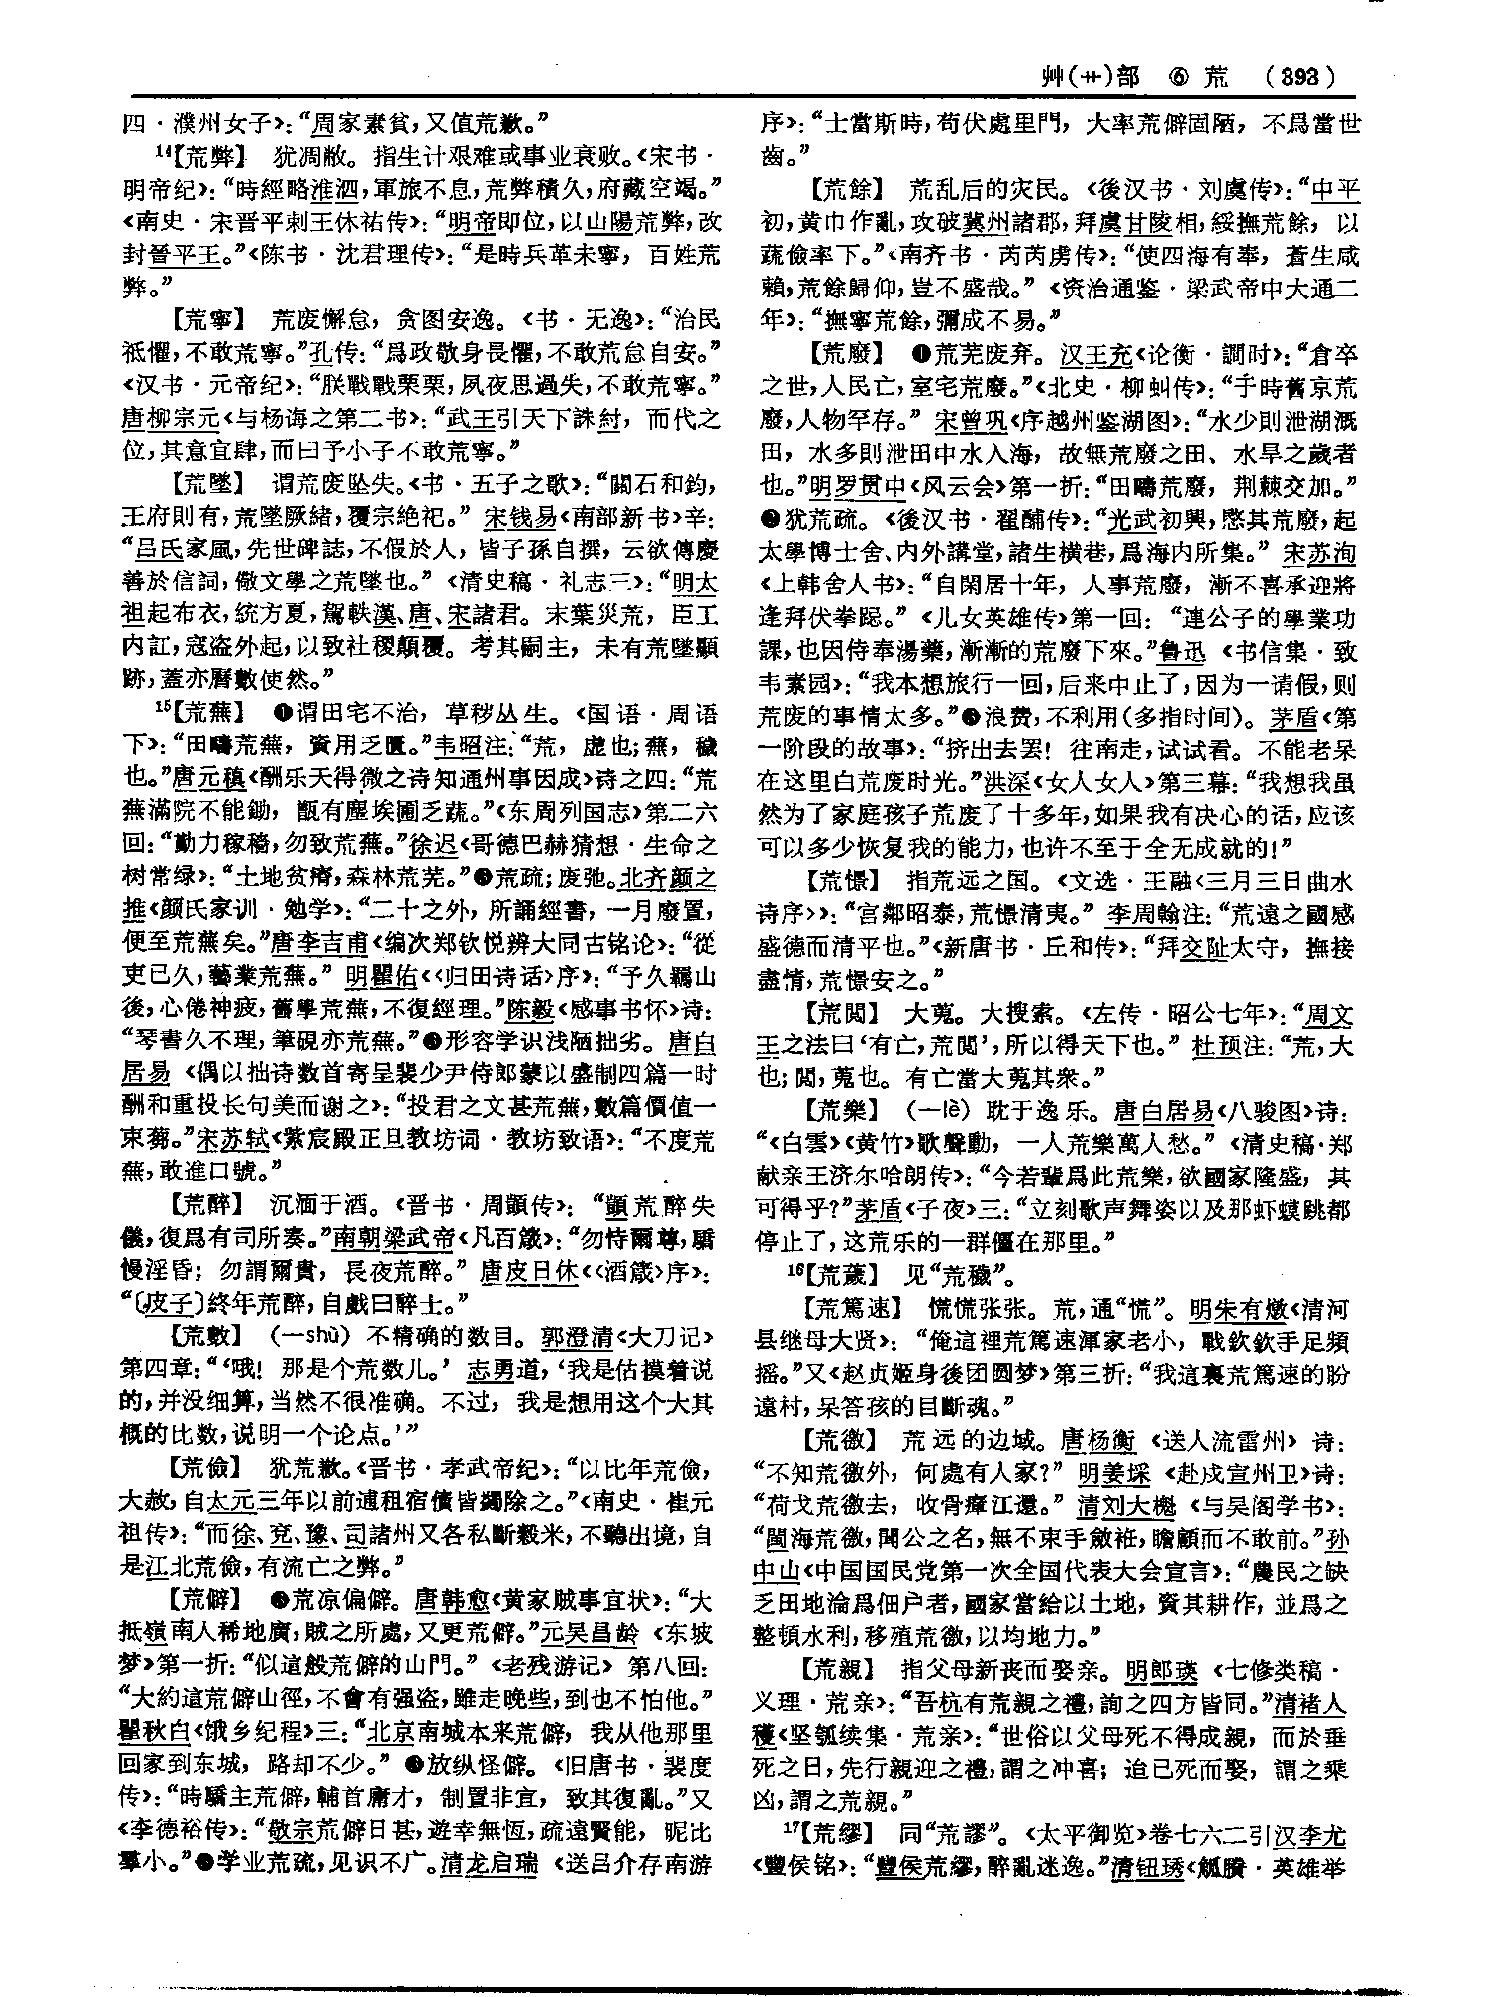 艸(艹)部 ⑥ 荒 (393)
四·濮州女子》：“周家素貧，又值荒歉。”
14【荒弊】 犹凋敝。指生计艰难或事业衰败。《宋书·
明帝纪》：“時經略淮泗，軍旅不息，荒弊積久，府藏空竭。”
《南史·宋晋平刺王休祐传》：“明帝即位，以山陽荒弊，改
封晉平王。”《陈书·沈君理传》：“是時兵革未寧，百姓荒
弊。”
【荒寧】 荒废懈怠，贪图安逸。《书·无逸》：“治民
祗懼，不敢荒寧。”孔传：“爲政敬身畏懼，不敢荒怠自安。”
《汉书·元帝纪》：“朕戰戰栗栗，夙夜思過失，不敢荒寧。”
唐柳宗元《与杨诲之第二书》：“武王引天下誅紂，而代之
位，其意宜肆，而曰予小子不敢荒寧。”
【荒墜】 谓荒废坠失。《书·五子之歌》：“關石和鈞，
王府則有，荒墜厥緒，覆宗絶祀。” 宋钱易《南部新书》辛：
“吕氏家風，先世碑誌，不假於人，皆子孫自撰，云欲傳慶
善於信詞，儆文學之荒墜也。” 《清史稿·礼志三》：“明太
祖起布衣，統方夏，駕軼漢、唐、宋諸君。末葉災荒，臣工
内訌，寇盗外起，以致社稷顛覆。考其嗣主，未有荒墜顯
跡，蓋亦曆數使然。”
15【荒蕪】 ❶谓田宅不治，草秽丛生。《国语·周语
下》：“田疇荒蕪，資用乏匱。”韦昭注：“荒，虚也；蕪，穢
也。”唐元稹《酬乐天得微之诗知通州事因成》诗之四：“荒
蕪滿院不能鋤，甑有塵埃圃乏蔬。”《东周列国志》第二六
回：“勤力稼穡，勿致荒蕪。”徐迟《哥德巴赫猜想·生命之
树常绿》：“土地贫瘠，森林荒芜。”❷荒疏；废弛。北齐颜之
推《颜氏家训·勉学》：“二十之外，所誦經書，一月廢置，
便至荒蕪矣。”唐李吉甫《编次郑钦悦辨大同古铭论》：“從
吏已久，藝業荒蕪。” 明瞿佑《〈归田诗话〉序》：“予久羈山
後，心倦神疲，舊學荒蕪，不復經理。”陈毅《感事书怀》诗：
“琴書久不理，筆硯亦荒蕪。”❸形容学识浅陋拙劣。唐白
居易 《偶以拙诗数首寄呈裴少尹侍郎蒙以盛制四篇一时
酬和重投长句美而谢之》：“投君之文甚荒蕪，數篇價值一
束蒭。”宋苏轼《紫宸殿正旦教坊词·教坊致语》：“不度荒
蕪，敢進口號。”
【荒醉】 沉湎于酒。《晋书·周顗传》：“顗荒醉失
儀，復爲有司所奏。”南朝梁武帝《凡百箴》：“勿恃爾尊，驕
慢淫昏；勿謂爾貴，長夜荒醉。” 唐皮日休《〈酒箴〉序》：
“〔皮子〕終年荒醉，自戲曰醉士。”
【荒數】 （—shù）不精确的数目。郭澄清《大刀记》
第四章：“‘哦！那是个荒数儿。’ 志勇道，‘我是估摸着说
的，并没细算，当然不很准确。不过，我是想用这个大其
概的比数，说明一个论点。’”
【荒儉】 犹荒歉。《晋书·孝武帝纪》：“以比年荒儉，
大赦，自太元三年以前逋租宿債皆蠲除之。”《南史·崔元
祖传》：“而徐、兖、豫、司諸州又各私斷穀米，不聽出境，自
是江北荒儉，有流亡之弊。”
【荒僻】 ❶荒凉偏僻。唐韩愈《黄家贼事宜状》：“大
抵嶺南人稀地廣，賊之所處，又更荒僻。”元吴昌龄 《东坡
梦》第一折：“似這般荒僻的山門。” 《老残游记》 第八回：
“大約這荒僻山徑，不會有强盗，雖走晚些，到也不怕他。”
瞿秋白《饿乡纪程》三：“北京南城本来荒僻，我从他那里
回家到东城，路却不少。” ❷放纵怪僻。《旧唐书·裴度
传》：“時驕主荒僻，輔首庸才，制置非宜，致其復亂。”又
《李德裕传》：“敬宗荒僻日甚，遊幸無恆，疏遠賢能，昵比
羣小。”❸学业荒疏，见识不广。清龙启瑞 《送吕介存南游
序》：“士當斯時，苟伏處里門，大率荒僻固陋，不爲當世
齒。”
【荒餘】 荒乱后的灾民。《後汉书·刘虞传》：“中平
初，黄巾作亂，攻破冀州諸郡，拜虞甘陵相，綏撫荒餘，以
蔬儉率下。”《南齐书·芮芮虏传》：“使四海有奉，蒼生咸
賴，荒餘歸仰，豈不盛哉。” 《资治通鉴·梁武帝中大通二
年》：“撫寧荒餘，彌成不易。”
【荒廢】 ❶荒芜废弃。汉王充《论衡·調时》：“倉卒
之世，人民亡，室宅荒廢。”《北史·柳虯传》：“于時舊京荒
廢，人物罕存。” 宋曾巩《序越州鉴湖图》：“水少則泄湖溉
田，水多則泄田中水入海，故無荒廢之田、水旱之歲者
也。”明罗贯中《风云会》第一折：“田疇荒廢，荆棘交加。”
❷犹荒疏。《後汉书·翟酺传》：“光武初興，愍其荒廢，起
太學博士舍、内外講堂，諸生横巷，爲海内所集。” 宋苏洵
《上韩舍人书》：“自閑居十年，人事荒廢，漸不喜承迎將
逢拜伏拳跽。” 《儿女英雄传》第一回：“連公子的學業功
課，也因侍奉湯藥，漸漸的荒廢下來。”鲁迅 《书信集·致
韦素园》：“我本想旅行一回，后来中止了，因为一请假，则
荒废的事情太多。”❸浪费，不利用（多指时间）。茅盾《第
一阶段的故事》：“挤出去罢！往南走，试试看。不能老呆
在这里白荒废时光。”洪深《女人女人》第三幕：“我想我虽
然为了家庭孩子荒废了十多年，如果我有决心的话，应该
可以多少恢复我的能力，也许不至于全无成就的！”
【荒憬】 指荒远之国。《文选·王融〈三月三日曲水
诗序〉》：“宫鄰昭泰，荒憬清夷。” 李周翰注：“荒遠之國感
盛德而清平也。”《新唐书·丘和传》：“拜交阯太守，撫接
盡情，荒憬安之。”
【荒閲】 大蒐。大搜索。《左传·昭公七年》：“周文
王之法曰‘有亡，荒閲’，所以得天下也。” 杜预注：“荒，大
也；閲，蒐也。有亡當大蒐其衆。”
【荒樂】 （—lè）耽于逸乐。唐白居易《八骏图》诗：
“《白雲》《黄竹》歌聲動，一人荒樂萬人愁。” 《清史稿·郑
献亲王济尔哈朗传》：“今若輩爲此荒樂，欲國家隆盛，其
可得乎？”茅盾《子夜》三：“立刻歌声舞姿以及那虾蟆跳都
停止了，这荒乐的一群僵在那里。”
16【荒薉】 见“荒穢”。
【荒篤速】 慌慌张张。荒，通“慌”。明朱有燉《清河
县继母大贤》：“俺這裡荒篤速渾家老小，戰欽欽手足頻
摇。”又《赵贞姬身後团圆梦》第三折：“我這裏荒篤速的盼
遠村，呆答孩的目斷魂。”
【荒徼】 荒远的边域。唐杨衡 《送人流雷州》 诗：
“不知荒徼外，何處有人家？” 明姜埰 《赴戍宣州卫》诗：
“荷戈荒徼去，收骨瘴江還。” 清刘大櫆 《与吴阁学书》：
“閩海荒徼，聞公之名，無不束手斂袵，瞻顧而不敢前。”孙
中山《中国国民党第一次全国代表大会宣言》：“農民之缺
乏田地淪爲佃户者，國家當給以土地，資其耕作，並爲之
整頓水利，移殖荒徼，以均地力。”
【荒親】 指父母新丧而娶亲。明郎瑛 《七修类稿·
义理·荒亲》：“吾杭有荒親之禮，詢之四方皆同。”清褚人
穫《坚瓠续集·荒亲》：“世俗以父母死不得成親，而於垂
死之日，先行親迎之禮，謂之冲喜；迨已死而娶，謂之乘
凶，謂之荒親。”
17【荒繆】 同“荒謬”。《太平御览》卷七六二引汉李尤
《豐侯铭》：“豐侯荒繆，醉亂迷逸。”清钮琇《觚賸·英雄举